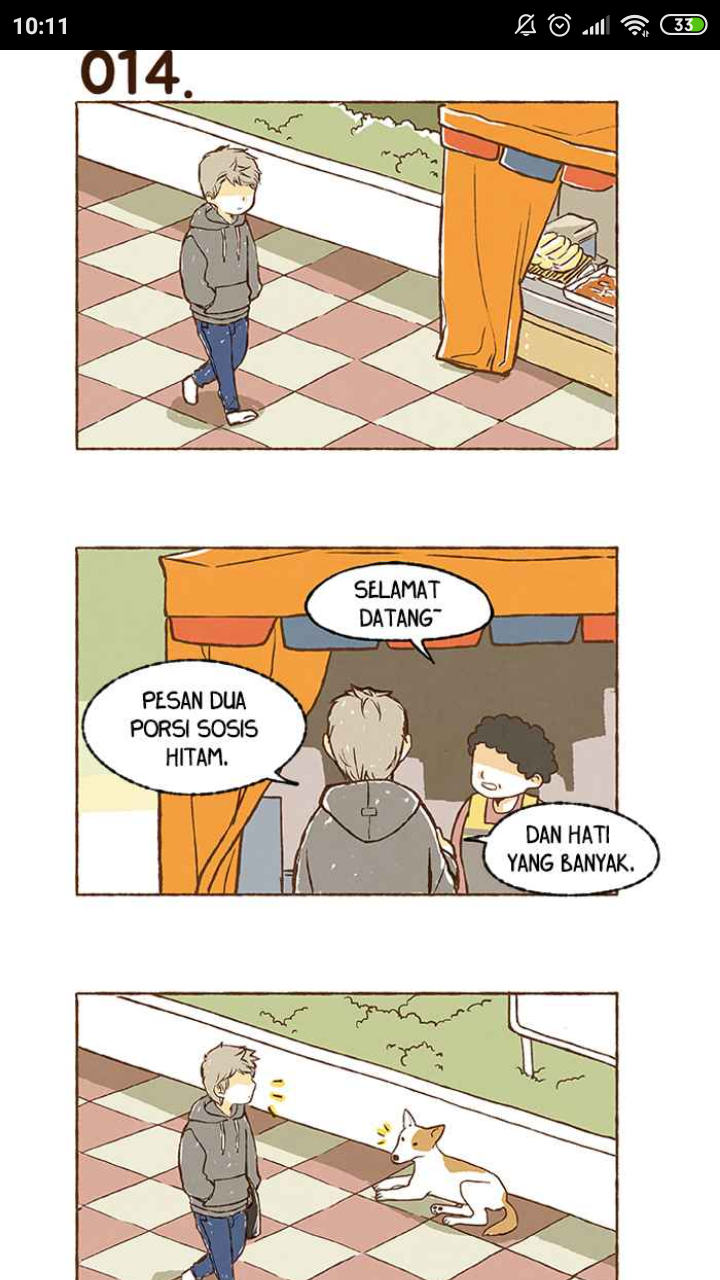 10:11
33
014.
SELAMAT
DATANG~
PESAN DUA
PORSI SOSIS
HITAM.
DAN HATI
YANG BANYAK.